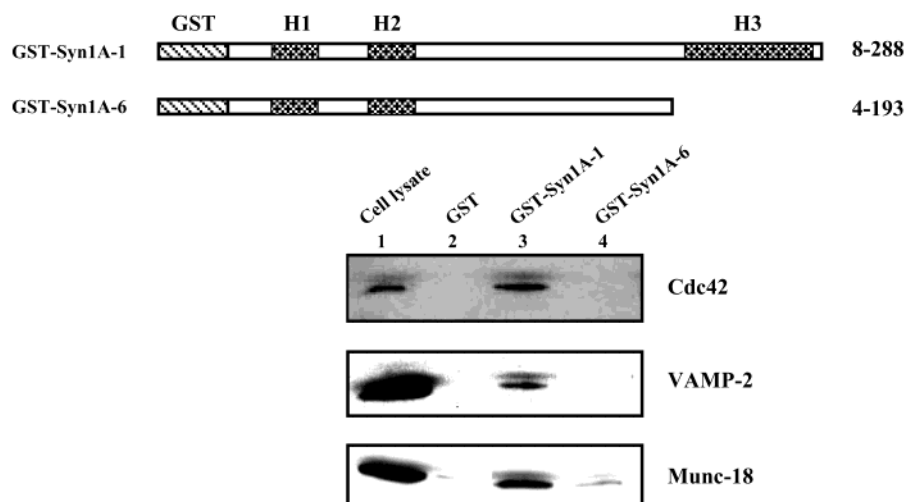 GST H1 H2 H3
GST-Syn1A-1 8-288
GST-Syn1A-6 4-193
Cell lysate GST GST-Syn1A-1 GST-Syn1A-6
1 2 3 4
Cdc42
VAMP-2
Munc-18